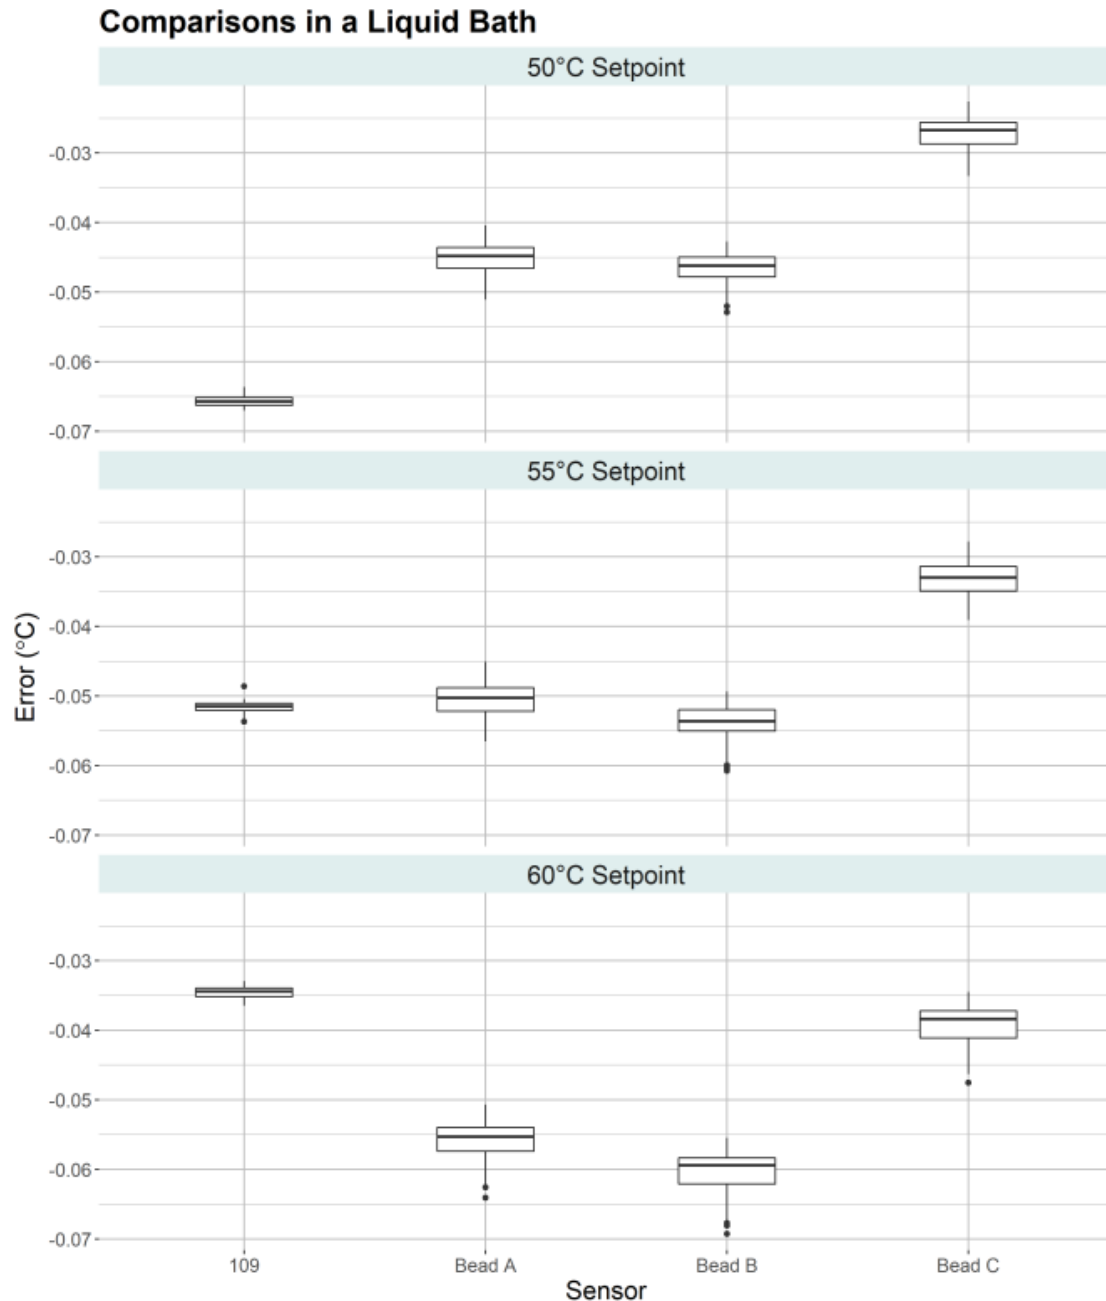 Comparisons in a Liquid Bath
50°C Setpoint
-0.03
-0.04
-0.05
-0.06
-0.07
55°C Setpoint
-0.03
-0.04
-0.05
-0.06
-0.07
60°C Setpoint
-0.03
-0.04
-0.05
-0.06
-0.07
Error (°C)
109 Bead A Bead B Bead C
Sensor